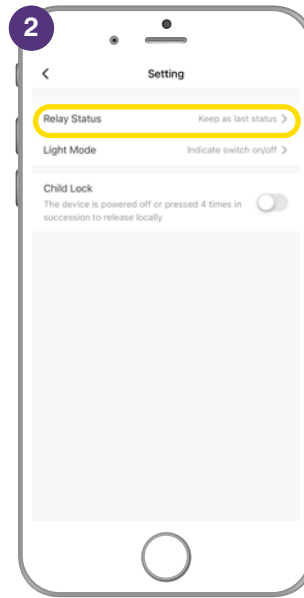 2
Setting
Relay Status Keep as last status
Light Mode Indicate switch on/off
Child Lock
The device is powered off or pressed 4 times in
succession to release locally